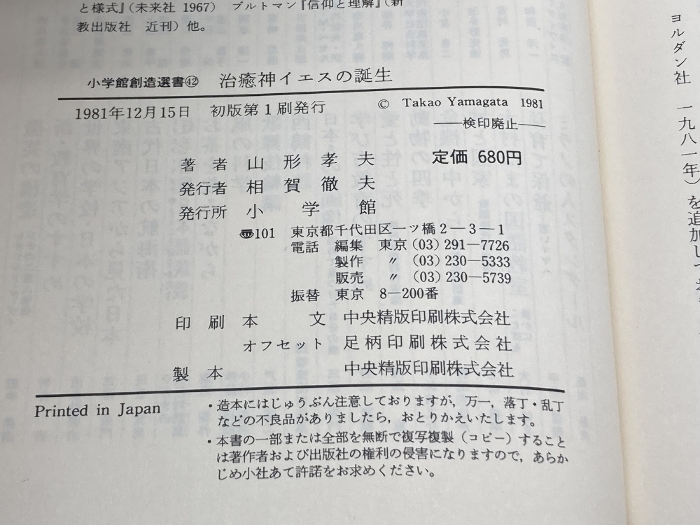 と様式』(未来社 1967) ブルトマン『信仰と理解』(新
教出版社 近刊)他。
小学館創造選書㊷ 治癒神イエスの誕生
1981年12月15日 初版第1刷発行
© Takao Yamagata 1981
――検印廃止――
定価 680円
著者 山形孝夫
発行者 相賀徹夫
発行所 小学館
☎101 東京都千代田区一ツ橋2-3-1
電話 編集 東京(03)291-7726
製作 〃 (03)230-5333
販売 〃 (03)230-5739
振替 東京 8-200番
印刷 本文 中央精版印刷株式会社
オフセット 足柄印刷株式会社
製本 中央精版印刷株式会社
Printed in Japan
・造本にはじゅうぶん注意しておりますが,万一,落丁・乱丁
などの不良品がありましたら,おとりかえいたします。
・本書の一部または全部を無断で複写複製(コピー)すること
は著作者および出版社の権利の侵害になりますので,あらか
じめ小社あて許諾をお求めください。
ヨルダン社 一九八一年)を追加して